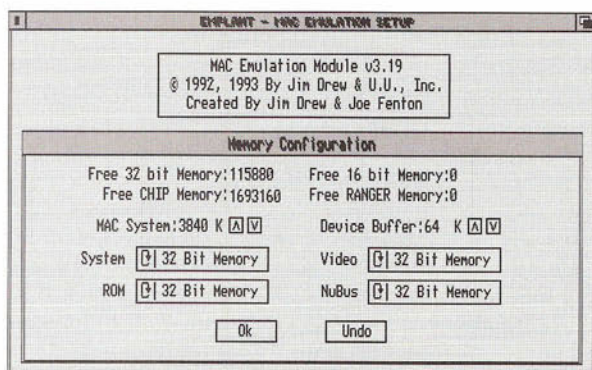 EMPLANT - MAC EMULATION SETUP
MAC Emulation Module v3.19
© 1992, 1993 By Jim Drew & U.U., Inc.
Created By Jim Drew & Joe Fenton
Memory Configuration
Free 32 bit Memory:115880 Free 16 bit Memory:0
Free CHIP Memory:1693160 Free RANGER Memory:0
MAC System:3840 K Device Buffer:64 K
System 32 Bit Memory Video 32 Bit Memory
ROM 32 Bit Memory NuBus 32 Bit Memory
Ok Undo